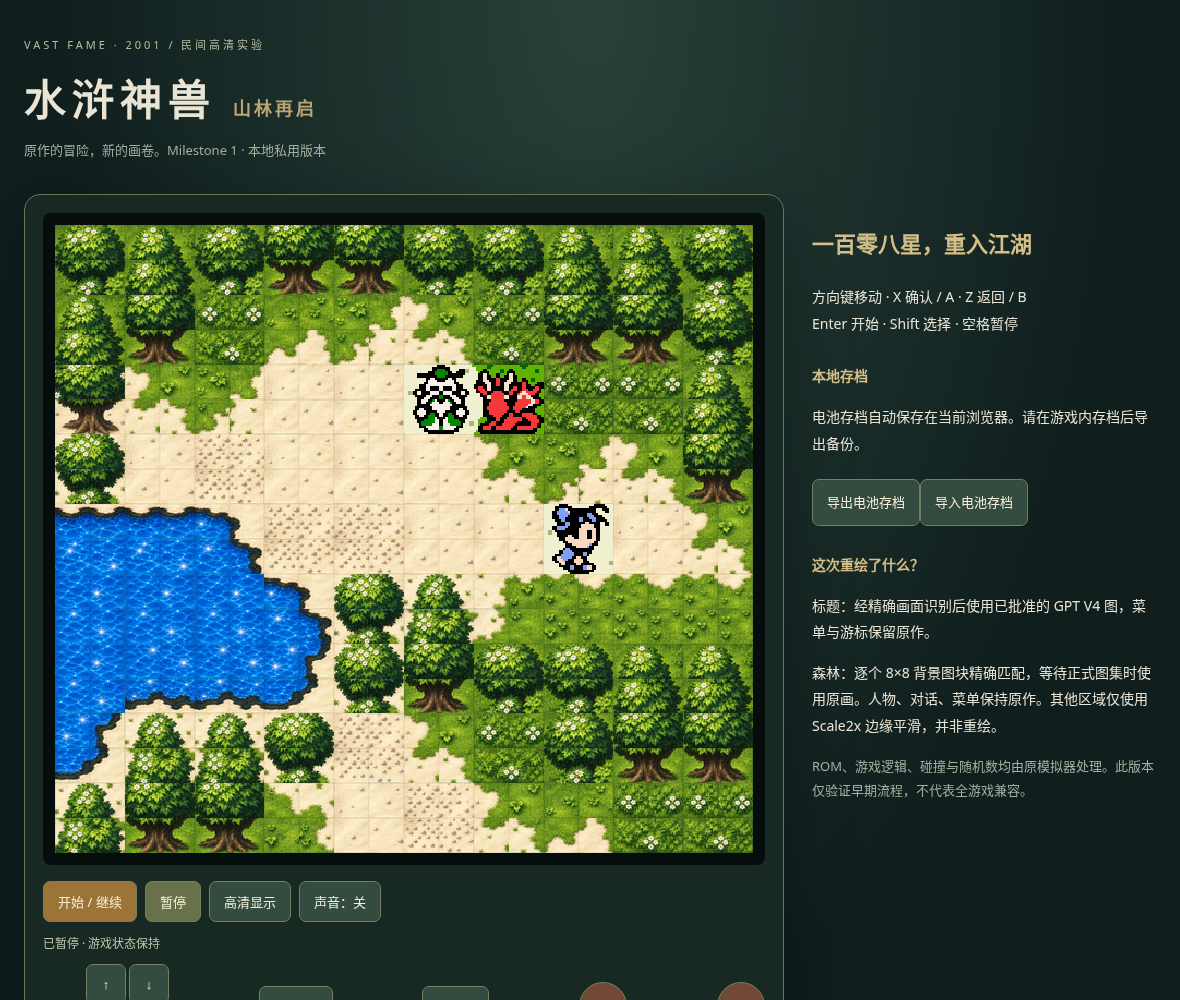 VAST FAME · 2001 / 民间高清实验
水浒神兽 山林再启
原作的冒险，新的画卷。Milestone 1 · 本地私用版本
一百零八星，重入江湖
方向键移动 · X 确认 / A · Z 返回 / B
Enter 开始 · Shift 选择 · 空格暂停
本地存档
电池存档自动保存在当前浏览器。请在游戏内存档后导
出备份。
导出电池存档 导入电池存档
这次重绘了什么？
标题：经精确画面识别后使用已批准的 GPT V4 图，菜
单与游标保留原作。
森林：逐个 8×8 背景图块精确匹配，等待正式图集时使
用原画。人物、对话、菜单保持原作。其他区域仅使用
Scale2x 边缘平滑，并非重绘。
ROM、游戏逻辑、碰撞与随机数均由原模拟器处理。此版本
仅验证早期流程，不代表全游戏兼容。
开始 / 继续 暂停 高清显示 声音：关
已暂停 · 游戏状态保持
↑ ↓